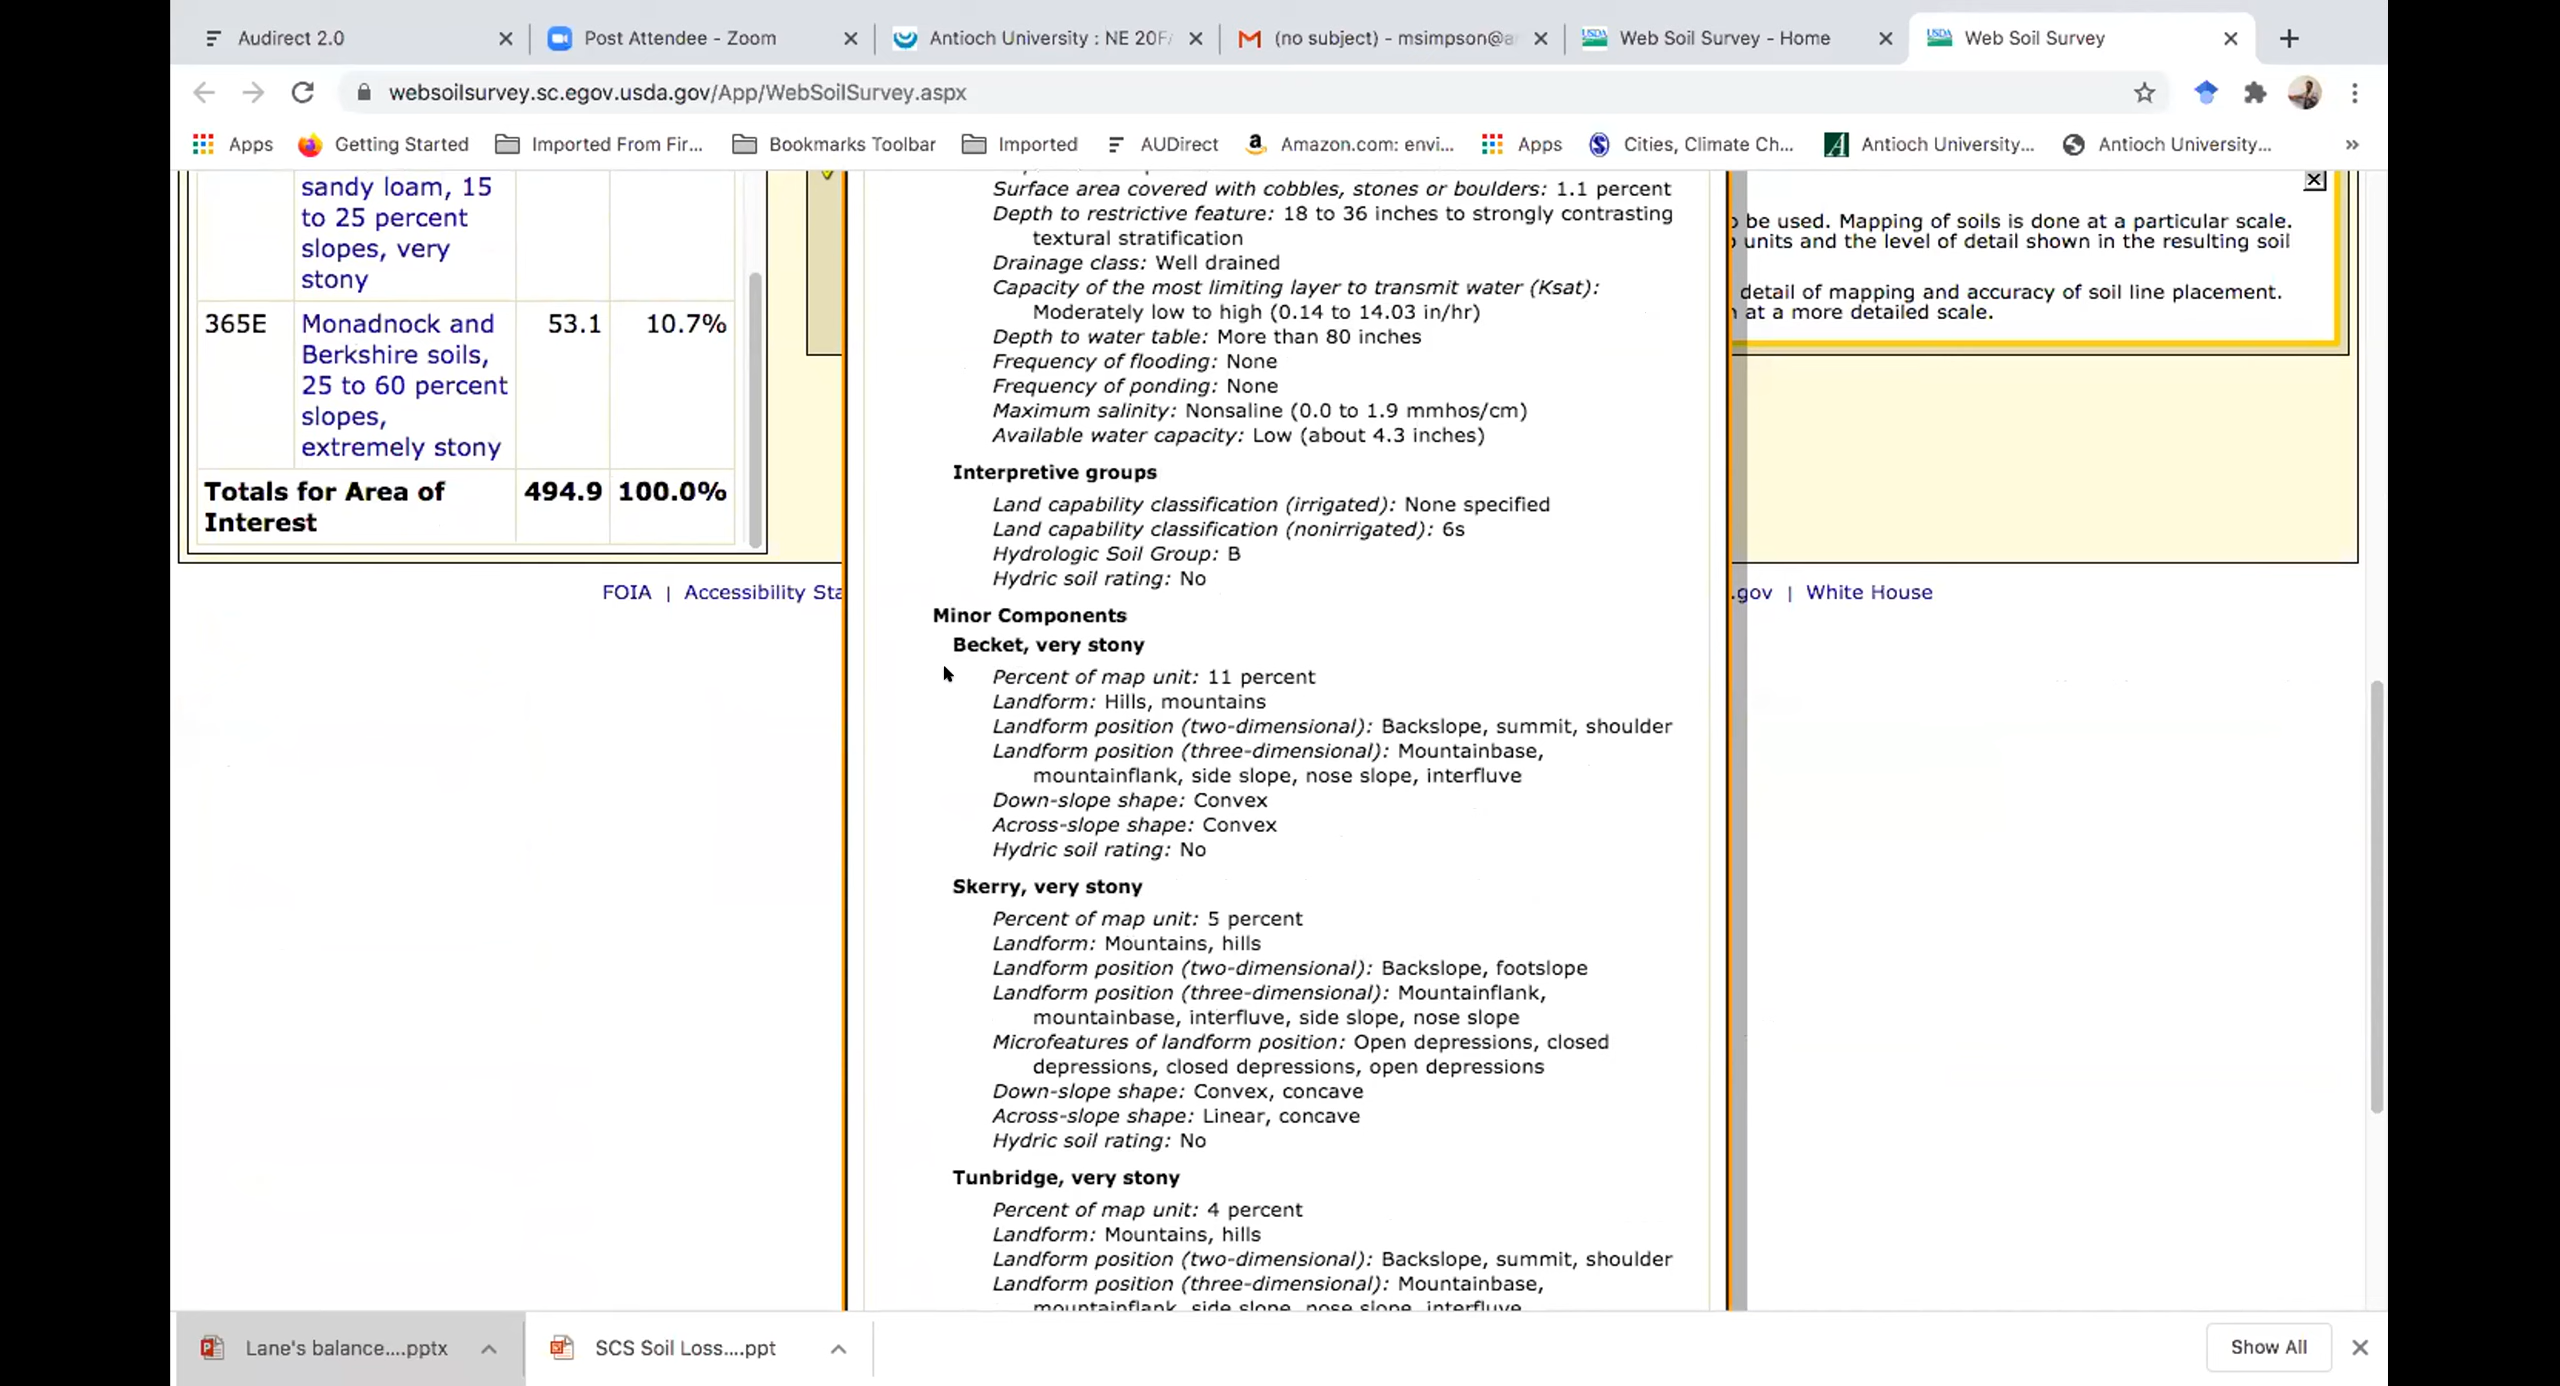 Audirect 2.0
Post Attendee - Zoom
Antioch University : NE 20F
(no subject) - msimpson@a
Web Soil Survey - Home
Web Soil Survey
websoilsurvey.sc.egov.usda.gov/App/WebSoilSurvey.aspx
Apps
Getting Started
Imported From Fir...
Bookmarks Toolbar
Imported
AUDirect
Amazon.com: envi...
Apps
Cities, Climate Ch...
Antioch University...
Antioch University...
sandy loam, 15
to 25 percent
slopes, very
stony
365E
Monadnock and
Berkshire soils,
25 to 60 percent
slopes,
extremely stony
53.1
10.7%
Totals for Area of
Interest
494.9
100.0%
FOIA | Accessibility Sta
Surface area covered with cobbles, stones or boulders: 1.1 percent
Depth to restrictive feature: 18 to 36 inches to strongly contrasting
textural stratification
Drainage class: Well drained
Capacity of the most limiting layer to transmit water (Ksat):
Moderately low to high (0.14 to 14.03 in/hr)
Depth to water table: More than 80 inches
Frequency of flooding: None
Frequency of ponding: None
Maximum salinity: Nonsaline (0.0 to 1.9 mmhos/cm)
Available water capacity: Low (about 4.3 inches)
Interpretive groups
Land capability classification (irrigated): None specified
Land capability classification (nonirrigated): 6s
Hydrologic Soil Group: B
Hydric soil rating: No
Minor Components
Becket, very stony
Percent of map unit: 11 percent
Landform: Hills, mountains
Landform position (two-dimensional): Backslope, summit, shoulder
Landform position (three-dimensional): Mountainbase,
mountainflank, side slope, nose slope, interfluve
Down-slope shape: Convex
Across-slope shape: Convex
Hydric soil rating: No
Skerry, very stony
Percent of map unit: 5 percent
Landform: Mountains, hills
Landform position (two-dimensional): Backslope, footslope
Landform position (three-dimensional): Mountainflank,
mountainbase, interfluve, side slope, nose slope
Microfeatures of landform position: Open depressions, closed
depressions, closed depressions, open depressions
Down-slope shape: Convex, concave
Across-slope shape: Linear, concave
Hydric soil rating: No
Tunbridge, very stony
Percent of map unit: 4 percent
Landform: Mountains, hills
Landform position (two-dimensional): Backslope, summit, shoulder
Landform position (three-dimensional): Mountainbase,
mountainflank, side slope, nose slope, interfluve
be used. Mapping of soils is done at a particular scale.
units and the level of detail shown in the resulting soil
detail of mapping and accuracy of soil line placement.
at a more detailed scale.
.gov | White House
Lane's balance....pptx
SCS Soil Loss....ppt
Show All